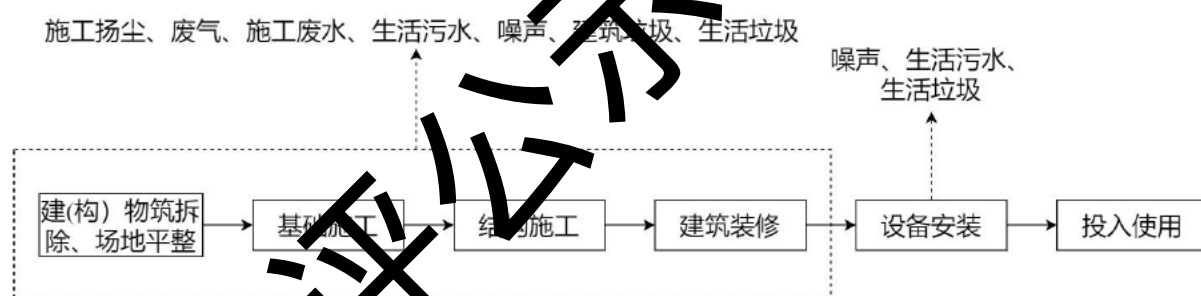 施工扬尘、废气、施工废水、生活污水、噪声、建筑垃圾、生活垃圾
噪声、生活污水、
生活垃圾
建(构）物筑拆
除、场地平整
基础施工
结构施工
建筑装修
设备安装
投入使用
评公示